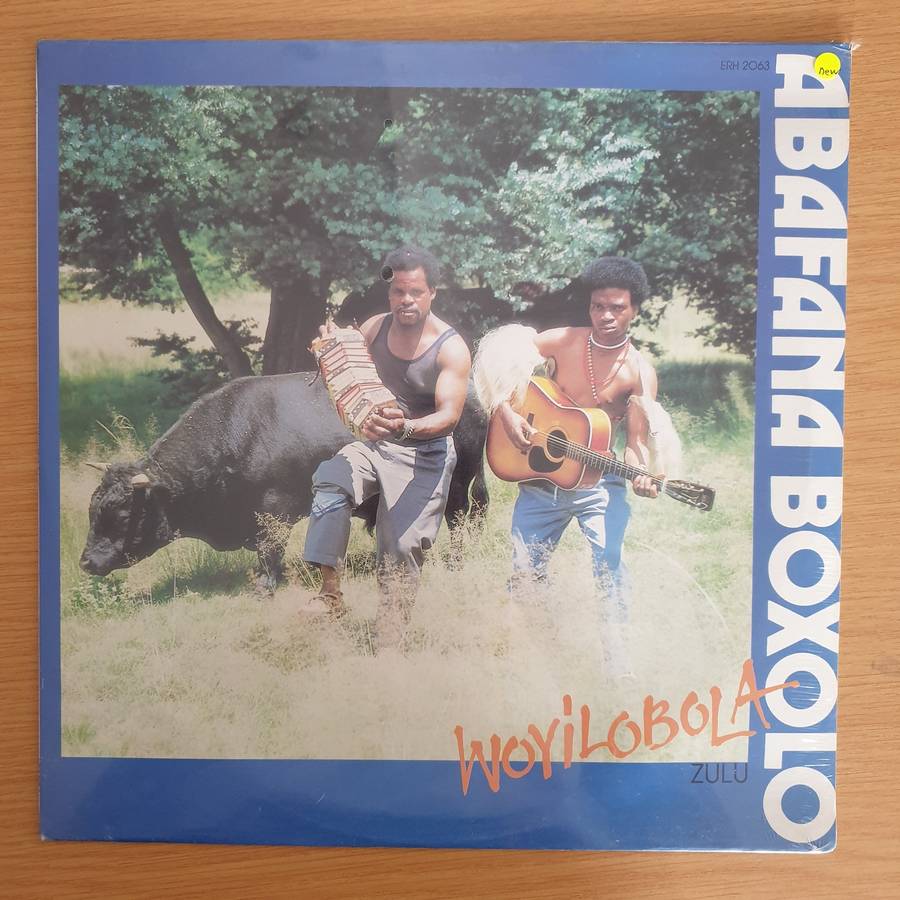 ERH 2063
new
ABAFANA BOXOLO
WOYiLOBOLA
ZULU